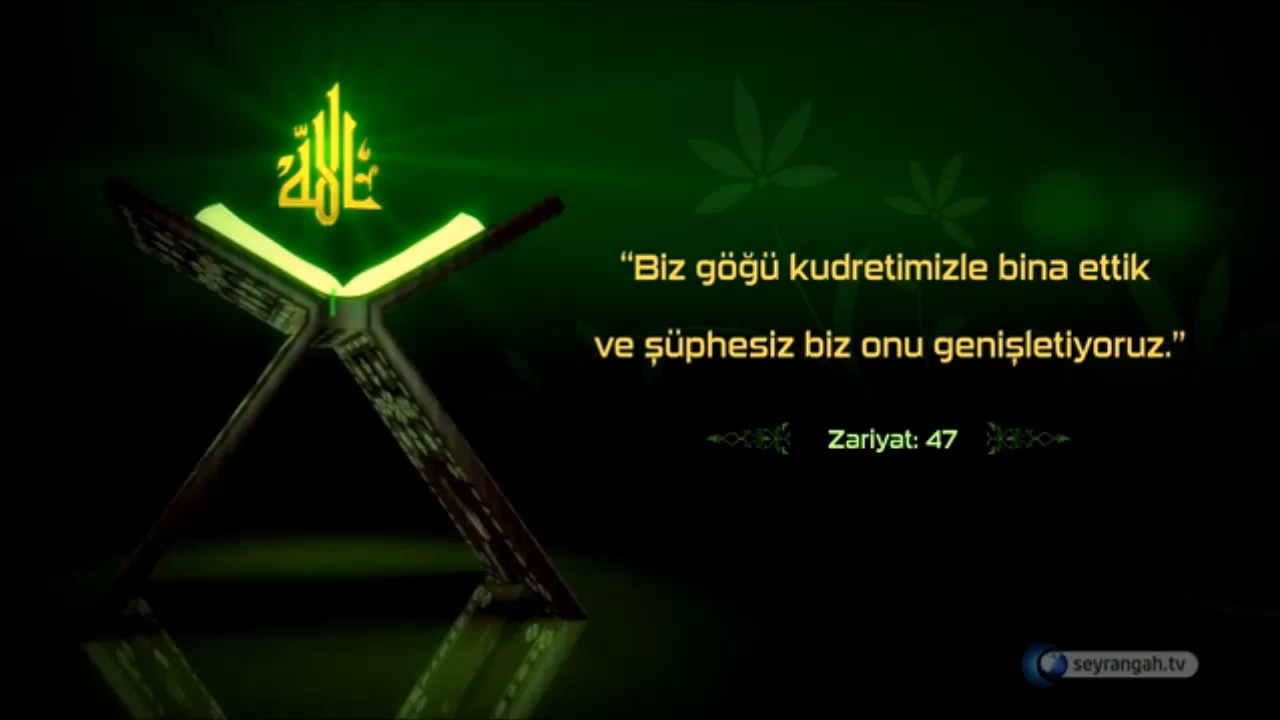 الله
“Biz göğü kudretimizle bina ettik
ve şüphesiz biz onu genişletiyoruz.”
Zariyat: 47
seyrangah.tv